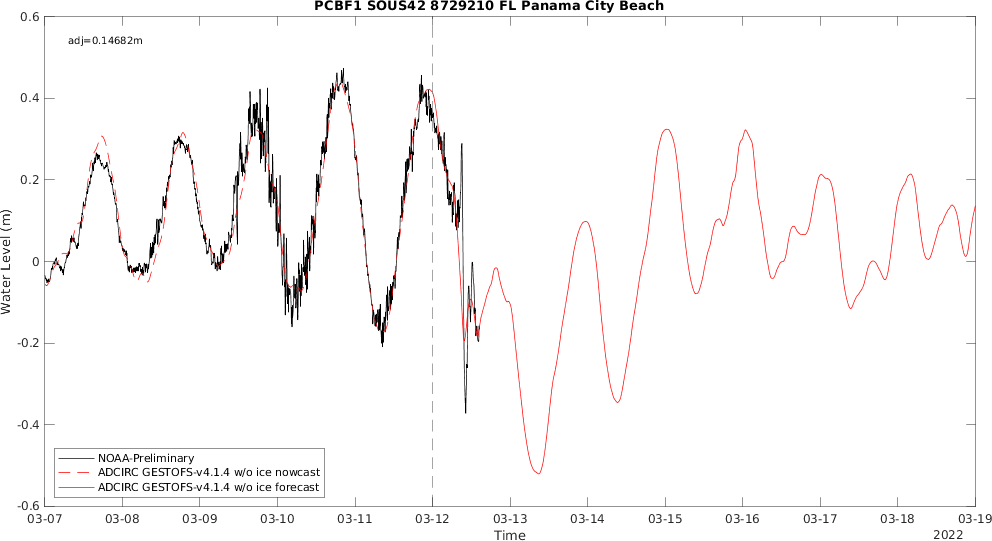 PCBF1 SOUS42 8729210 FL Panama City Beach
adj=0.14682m
0.6
0.4
0.2
0
-0.2
-0.4
-0.6
Water Level (m)
NOAA-Preliminary
ADCIRC GESTOFS-v4.1.4 w/o ice nowcast
ADCIRC GESTOFS-v4.1.4 w/o ice forecast
03-07 03-08 03-09 03-10 03-11 03-12 03-13 03-14 03-15 03-16 03-17 03-18 03-19
Time
2022